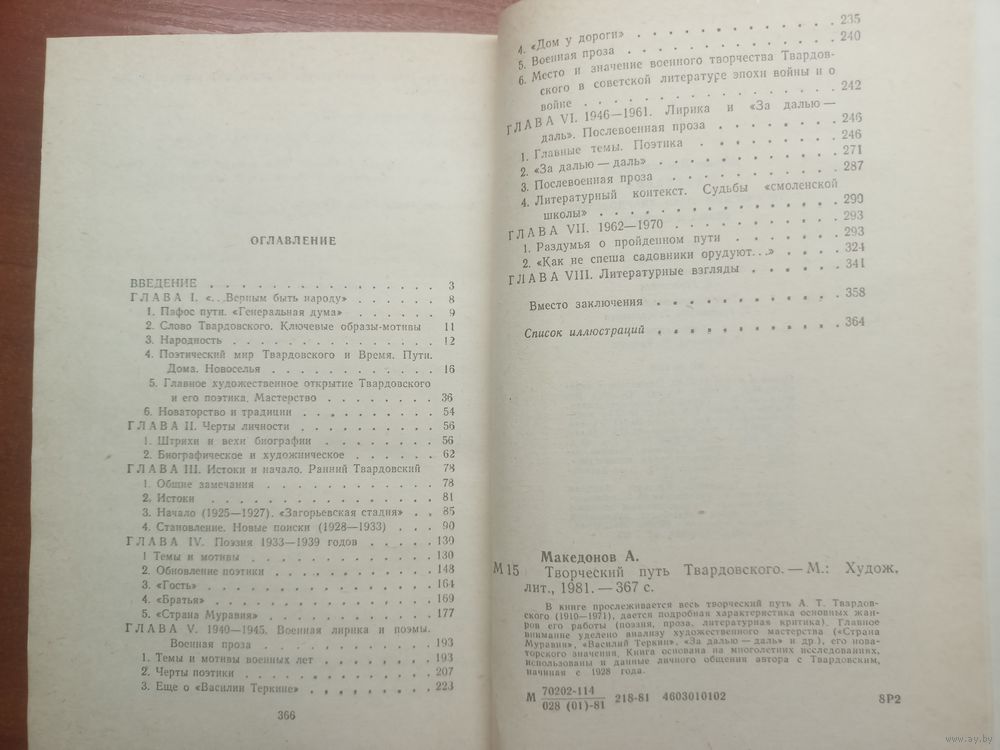 ОГЛАВЛЕНИЕ
ВВЕДЕНИЕ . . . . . . . . . . . . . . . 3
ГЛАВА I. «...Верным быть народу» . . . . . . 8
1. Пафос пути. «Генеральная дума» . . . . . . 9
2. Слово Твардовского. Ключевые образы-мотивы 11
3. Народность . . . . . . . . . . . . . . 12
4. Поэтический мир Твардовского и Время. Пути.
Дома. Новоселья . . . . . . . . . . . 16
5. Главное художественное открытие Твардовского
и его поэтика. Мастерство . . . . . . . . 36
6. Новаторство и традиции . . . . . . . . . 54
ГЛАВА II. Черты личности . . . . . . . . . . 56
1. Штрихи и вехи биографии . . . . . . . . 56
2. Биографическое и художническое . . . . . . 62
ГЛАВА III. Истоки и начало. Ранний Твардовский 78
1. Общие замечания . . . . . . . . . . . . 78
2. Истоки . . . . . . . . . . . . . . . 81
3. Начало (1925—1927). «Загорьевская стадия» . . 85
4. Становление. Новые поиски (1928—1933) . . . 90
ГЛАВА IV. Поэзия 1933—1939 годов . . . . . . 130
1 Темы и мотивы . . . . . . . . . . . . . 130
2. Обновление поэтики . . . . . . . . . . . 148
3. «Гость» . . . . . . . . . . . . . . . 164
4. «Братья» . . . . . . . . . . . . . . . 169
5. «Страна Муравия» . . . . . . . . . . . . 177
ГЛАВА V. 1940—1945. Военная лирика и поэмы.
Военная проза . . . . . . . . . . . . 193
1. Темы и мотивы военных лет . . . . . . . . 193
2. Черты поэтики . . . . . . . . . . . . . 207
3. Еще о «Василии Теркине» . . . . . . . . . 223
366
4. «Дом у дороги» . . . . . . . . . . . . 235
5. Военная проза . . . . . . . . . . . . . 240
6. Место и значение военного творчества Твардов-
ского в советской литературе эпохи войны и о
войне . . . . . . . . . . . . . . . 242
ГЛАВА VI. 1946—1961. Лирика и «За далью —
даль». Послевоенная проза . . . . . . . . 246
1. Главные темы. Поэтика . . . . . . . . . . 246
2. «За далью — даль» . . . . . . . . . . . 271
3. Послевоенная проза . . . . . . . . . . . 287
4. Литературный контекст. Судьбы «смоленской
школы» . . . . . . . . . . . . . . . 290
ГЛАВА VII. 1962—1970 . . . . . . . . . . . 293
1. Раздумья о пройденном пути . . . . . . . . 293
2. «Как не спеша садовники орудуют...» . . . . . 324
ГЛАВА VIII. Литературные взгляды . . . . . . . 341
Вместо заключения . . . . . . . . . . . . 358
Список иллюстраций . . . . . . . . . . . . 364
Македонов А.
М 15 Творческий путь Твардовского. — М.: Худож.
лит., 1981. — 367 с.
В книге прослеживается весь творческий путь А. Т. Твардов-
ского (1910—1971), дается подробная характеристика основных жан-
ров его работы (поэзия, проза, литературная критика). Главное
внимание уделено анализу художественного мастерства («Страна
Муравия», «Василий Теркин», «За далью — даль» и др.), его нова-
торского значения. Книга основана на многолетних исследованиях,
использованы и данные личного общения автора с Твардовским,
начиная с 1928 года.
М 70202-114
028 (01)-81 218-81 4603010102 8Р2
www.ay.by